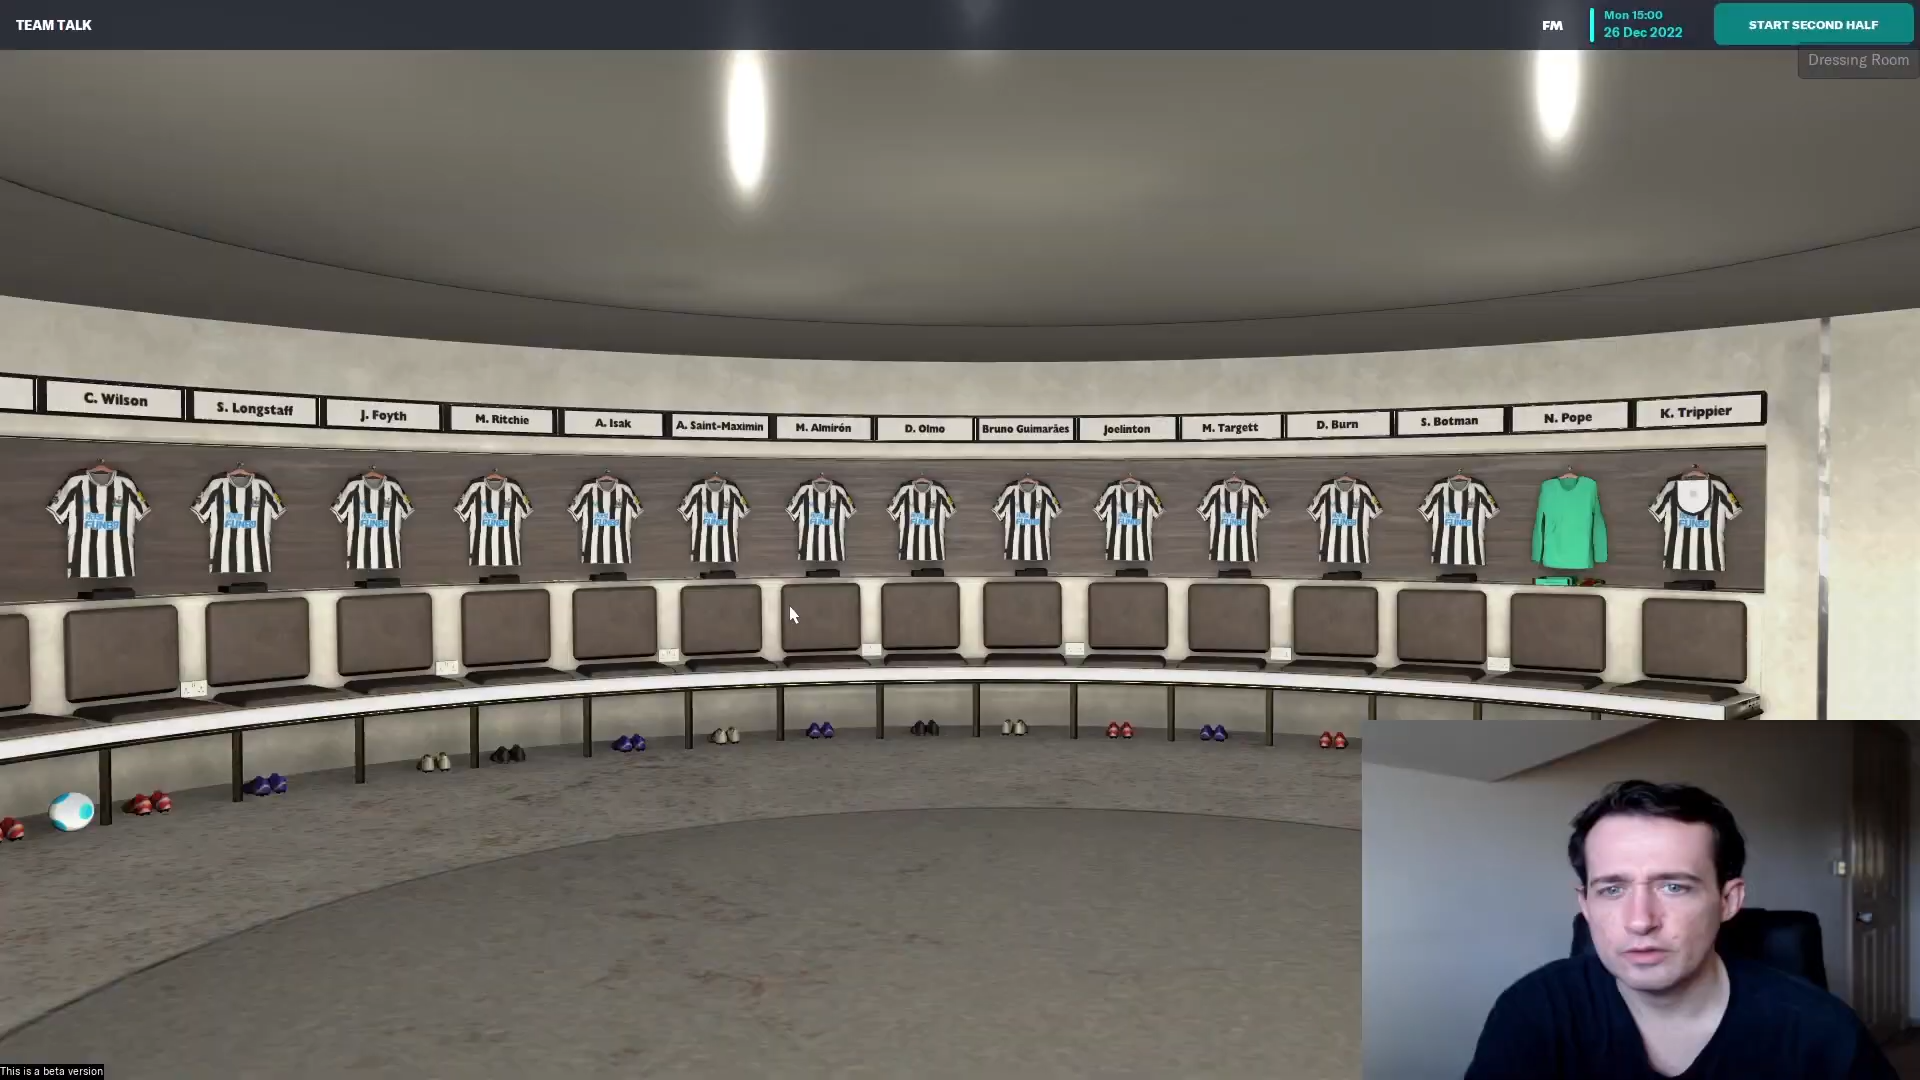 TEAM TALK
FM
Mon 15:00
26 Dec 2022
START SECOND HALF
Dressing Room
C. Wilson
S. Longstaff
J. Foyth
M. Ritchie
A. Isak
A. Saint-Maximin
M. Almirón
D. Olmo
Bruno Guimarães
Joelinton
M. Targett
D. Burn
S. Botman
N. Pope
K. Trippier
This is a beta version